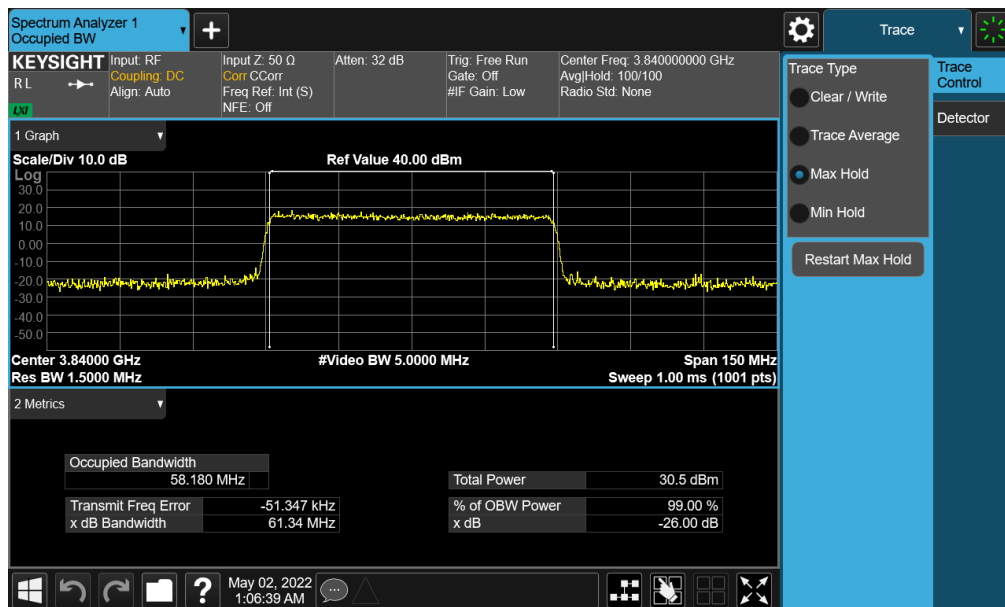 Spectrum Analyzer 1
Occupied BW
+
Trace
KEYSIGHT
Input: RF
Input Z: 50 Ω
Atten: 32 dB
Trig: Free Run
Center Freq: 3.840000000 GHz
R L
Coupling: DC
Corr CCorr
Gate: Off
Avg|Hold: 100/100
Align: Auto
Freq Ref: Int (S)
#IF Gain: Low
Radio Std: None
LXI
NFE: Off
Trace Type
Clear / Write
Trace Average
Max Hold
Min Hold
Restart Max Hold
Trace
Control
Detector
1 Graph
Scale/Div 10.0 dB
Ref Value 40.00 dBm
Log
30.0
20.0
10.0
0.00
-10.0
-20.0
-30.0
-40.0
-50.0
Center 3.84000 GHz
#Video BW 5.0000 MHz
Span 150 MHz
Res BW 1.5000 MHz
Sweep 1.00 ms (1001 pts)
2 Metrics
Occupied Bandwidth
58.180 MHz
Total Power
30.5 dBm
Transmit Freq Error
-51.347 kHz
% of OBW Power
99.00 %
x dB Bandwidth
61.34 MHz
x dB
-26.00 dB
?
May 02, 2022
1:06:39 AM